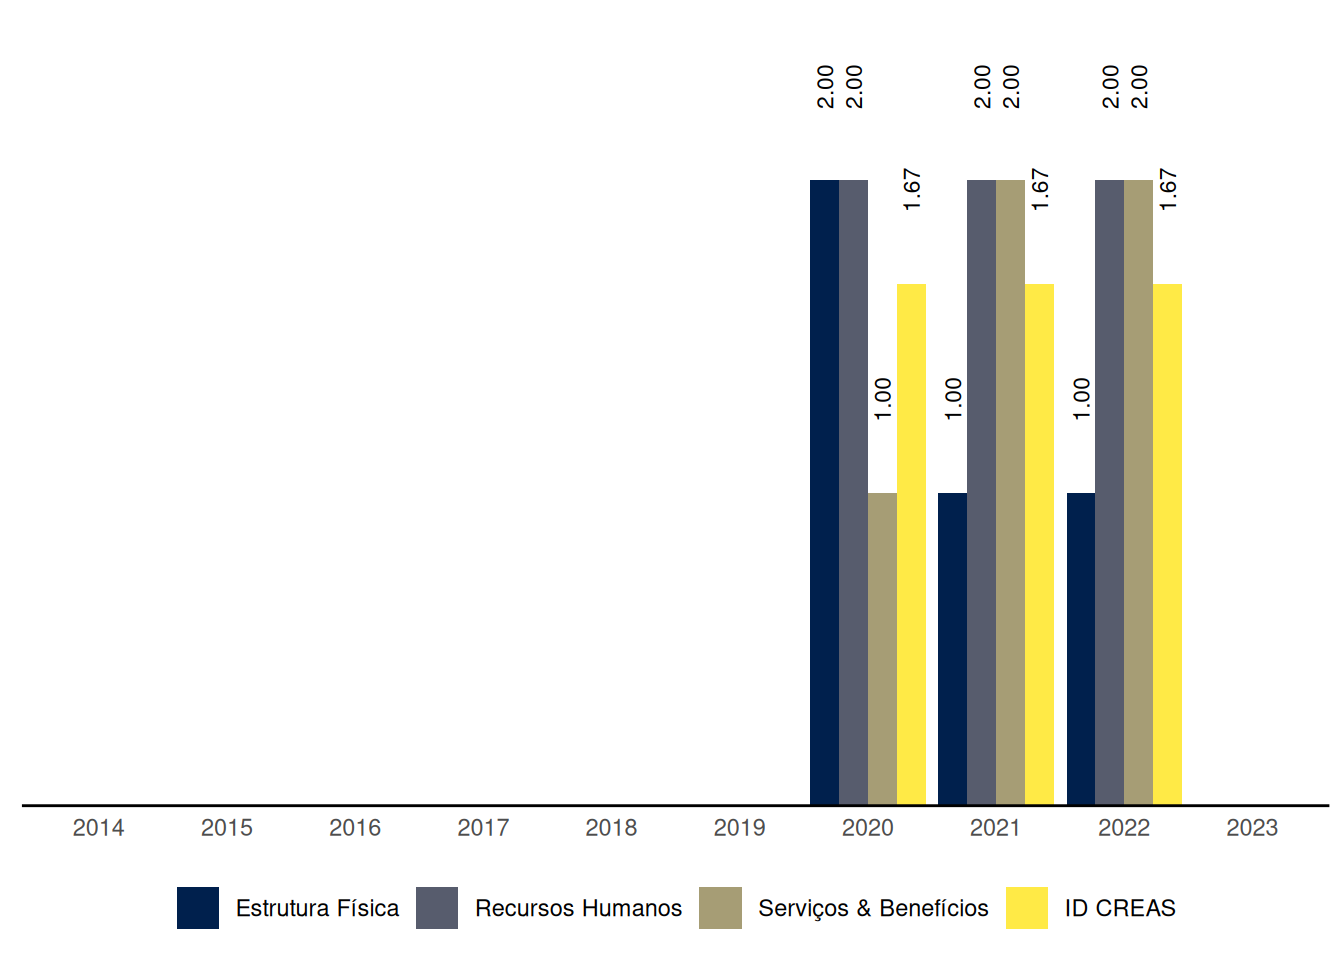 2.00 2.00 2.00 2.00 2.00 2.00
1.67 1.67 1.67
1.00 1.00 1.00
2014 2015 2016 2017 2018 2019 2020 2021 2022 2023
Estrutura Física Recursos Humanos Serviços & Benefícios ID CREAS